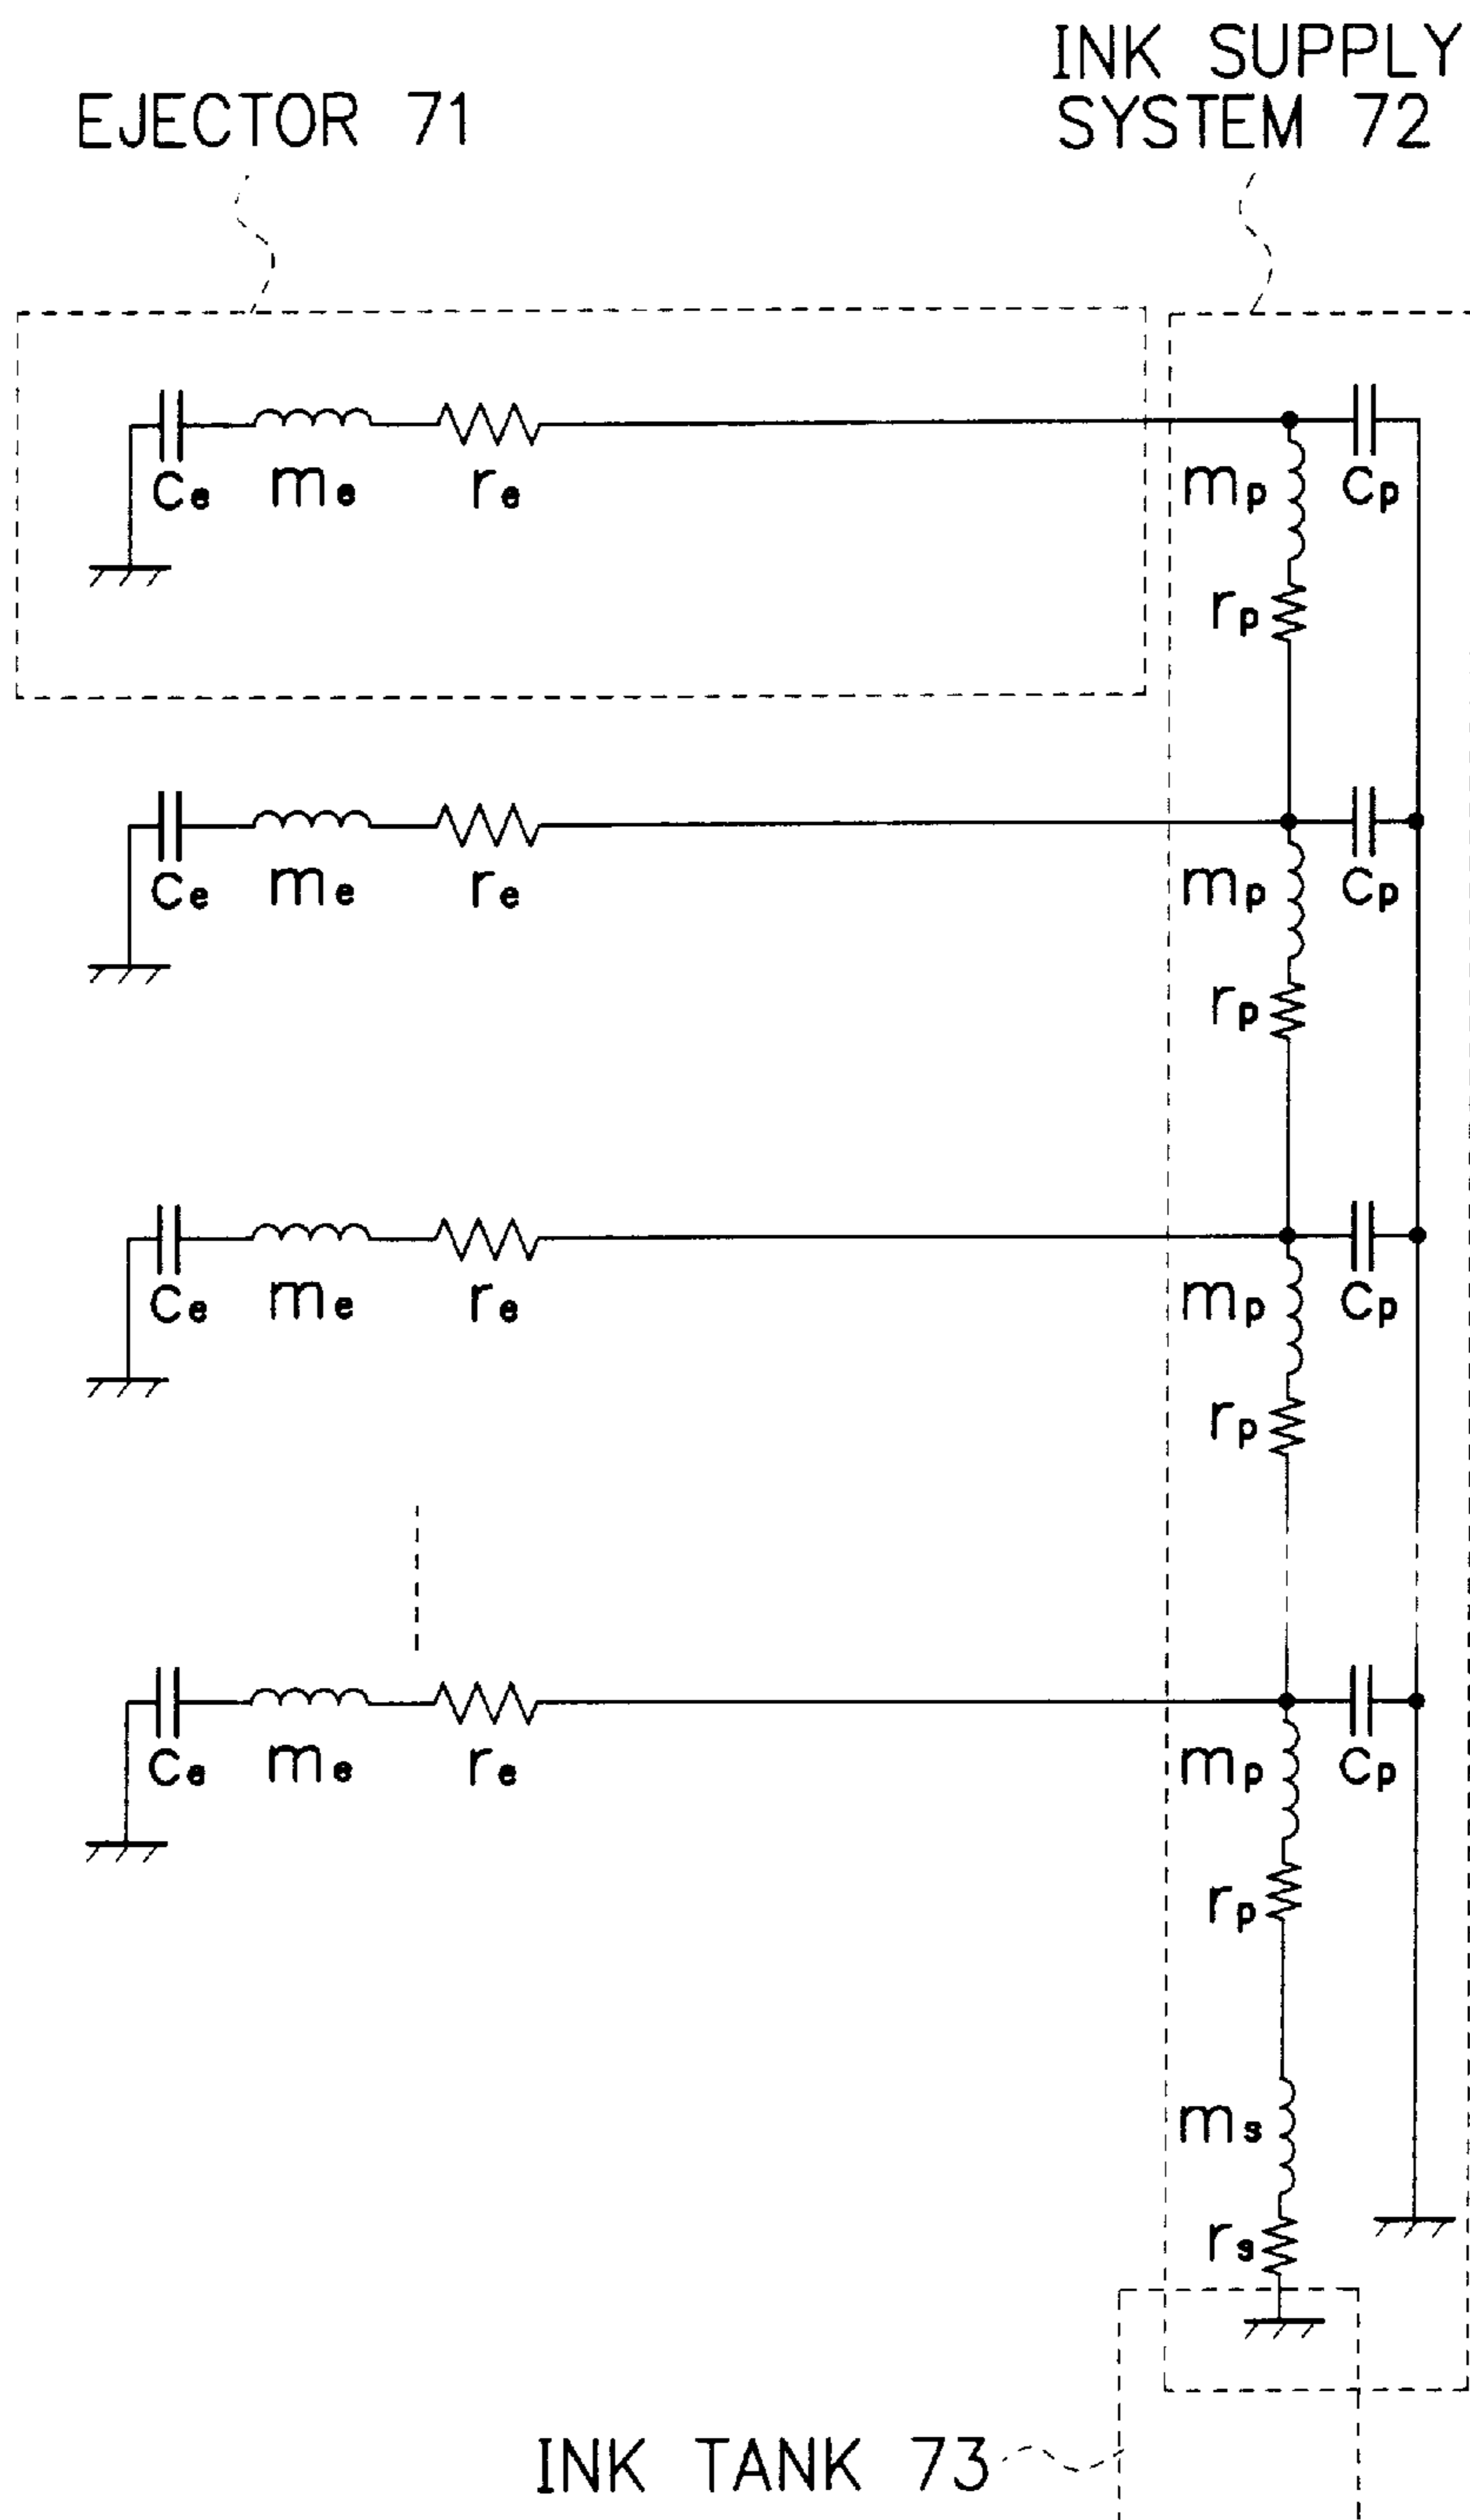 INK SUPPLY
EJECTOR 71
SYSTEM 72
Ce me re
mp Cp
rp
Ce me re
mp Cp
rp
Ce me re
mp Cp
rp
Ce me re
mp Cp
rp
ms
rs
INK TANK 73